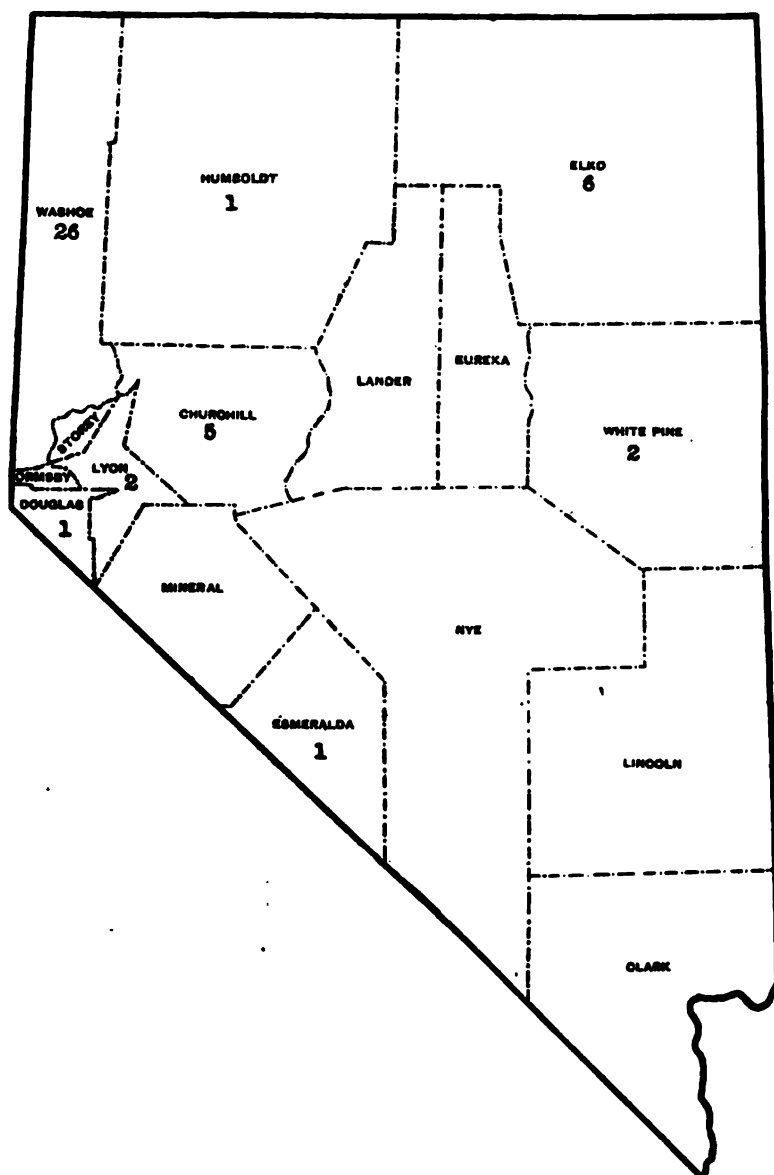 ELKO
6
HUMBOLDT
1
WASHOE
26
EUREKA
LANDER
CHURCHILL
5
STOREY
WHITE PINE
2
LYON
2
ORMSBY
DOUGLAS
1
MINERAL
NYE
ESMERALDA
1
LINCOLN
CLARK